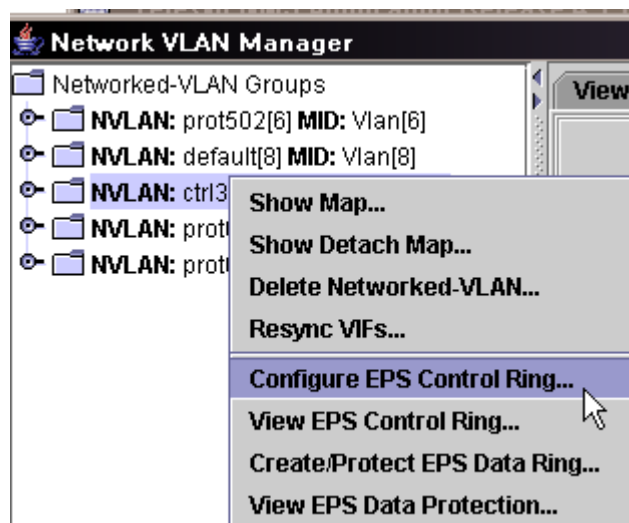 Network VLAN Manager
Networked-VLAN Groups
View
NVLAN: prot502[6] MID: Vlan[6]
NVLAN: default[8] MID: Vlan[8]
NVLAN: ctrl3
NVLAN: prot
NVLAN: prot
Show Map...
Show Detach Map...
Delete Networked-VLAN...
Resync VIFs...
Configure EPS Control Ring...
View EPS Control Ring...
Create/Protect EPS Data Ring...
View EPS Data Protection...